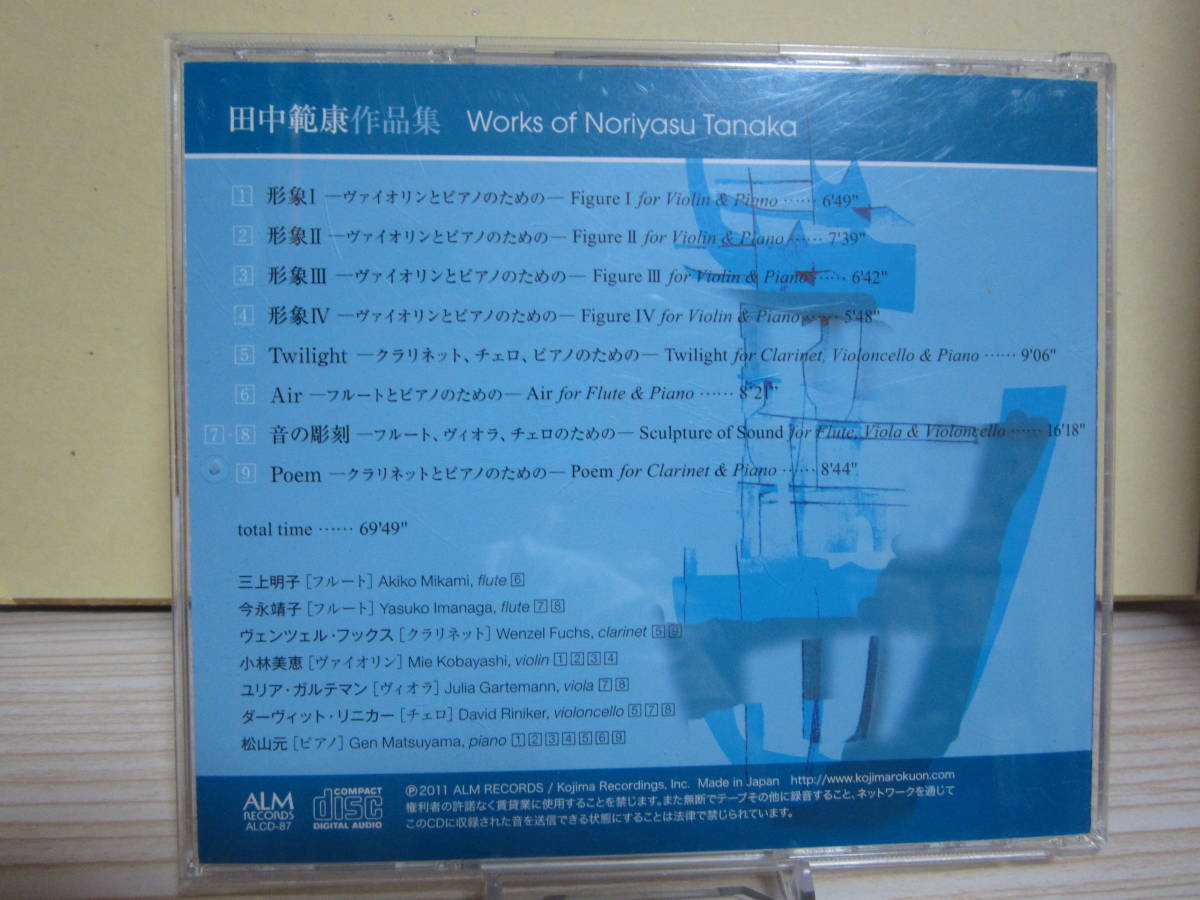 田中範康作品集 Works of Noriyasu Tanaka
1 形象Ⅰ ―ヴァイオリンとピアノのための― Figure I for Violin & Piano …… 6'49"
2 形象Ⅱ ―ヴァイオリンとピアノのための― Figure Ⅱ for Violin & Piano …… 7'39"
3 形象Ⅲ ―ヴァイオリンとピアノのための― Figure Ⅲ for Violin & Piano …… 6'42"
4 形象Ⅳ ―ヴァイオリンとピアノのための― Figure IV for Violin & Piano …… 5'48"
5 Twilight ―クラリネット、チェロ、ピアノのための― Twilight for Clarinet, Violoncello & Piano …… 9'06"
6 Air ―フルートとピアノのための― Air for Flute & Piano …… 8'21"
7-8 音の彫刻 ―フルート、ヴィオラ、チェロのための― Sculpture of Sound for Flute, Viola & Violoncello …… 16'18"
9 Poem ―クラリネットとピアノのための― Poem for Clarinet & Piano …… 8'44"
total time …… 69'49"
三上明子［フルート］Akiko Mikami, flute 6
今永靖子［フルート］Yasuko Imanaga, flute 7 8
ヴェンツェル・フックス［クラリネット］Wenzel Fuchs, clarinet 5 9
小林美恵［ヴァイオリン］Mie Kobayashi, violin 1 2 3 4
ユリア・ガルテマン［ヴィオラ］Julia Gartemann, viola 7 8
ダーヴィット・リニカー［チェロ］David Riniker, violoncello 5 7 8
松山元［ピアノ］Gen Matsuyama, piano 1 2 3 4 5 6 9
ALM
RECORDS
ALCD-87
COMPACT
disc
DIGITAL AUDIO
℗2011 ALM RECORDS / Kojima Recordings, Inc. Made in Japan http://www.kojimarokuon.com
権利者の許諾なく賃貸業に使用することを禁じます。また無断でテープその他に録音すること、ネットワークを通じて
このCDに収録された音を送信できる状態にすることは法律で禁じられています。